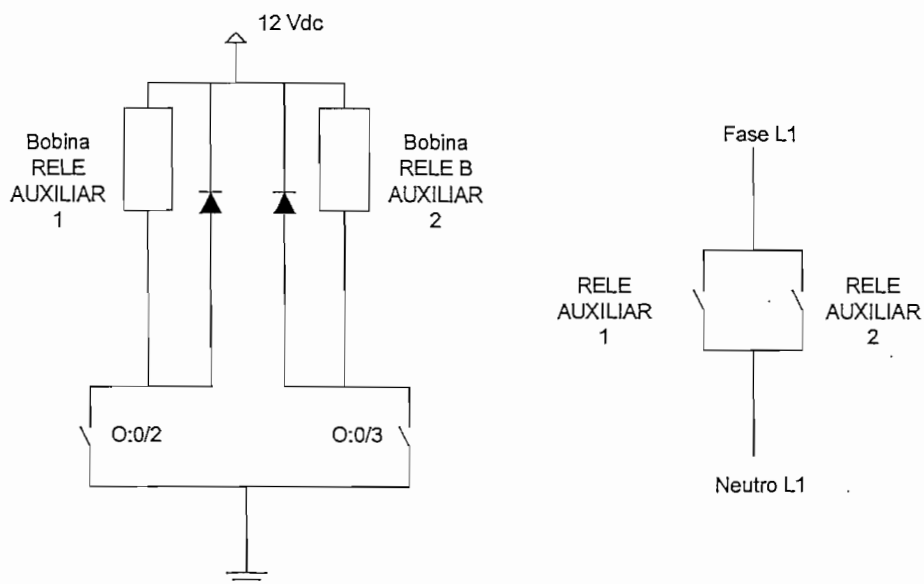 12 Vdc
Bobina
RELE
AUXILIAR
1
Bobina
RELE B
AUXILIAR
2
O:0/2
O:0/3
Fase L1
RELE
AUXILIAR
1
RELE
AUXILIAR
2
Neutro L1